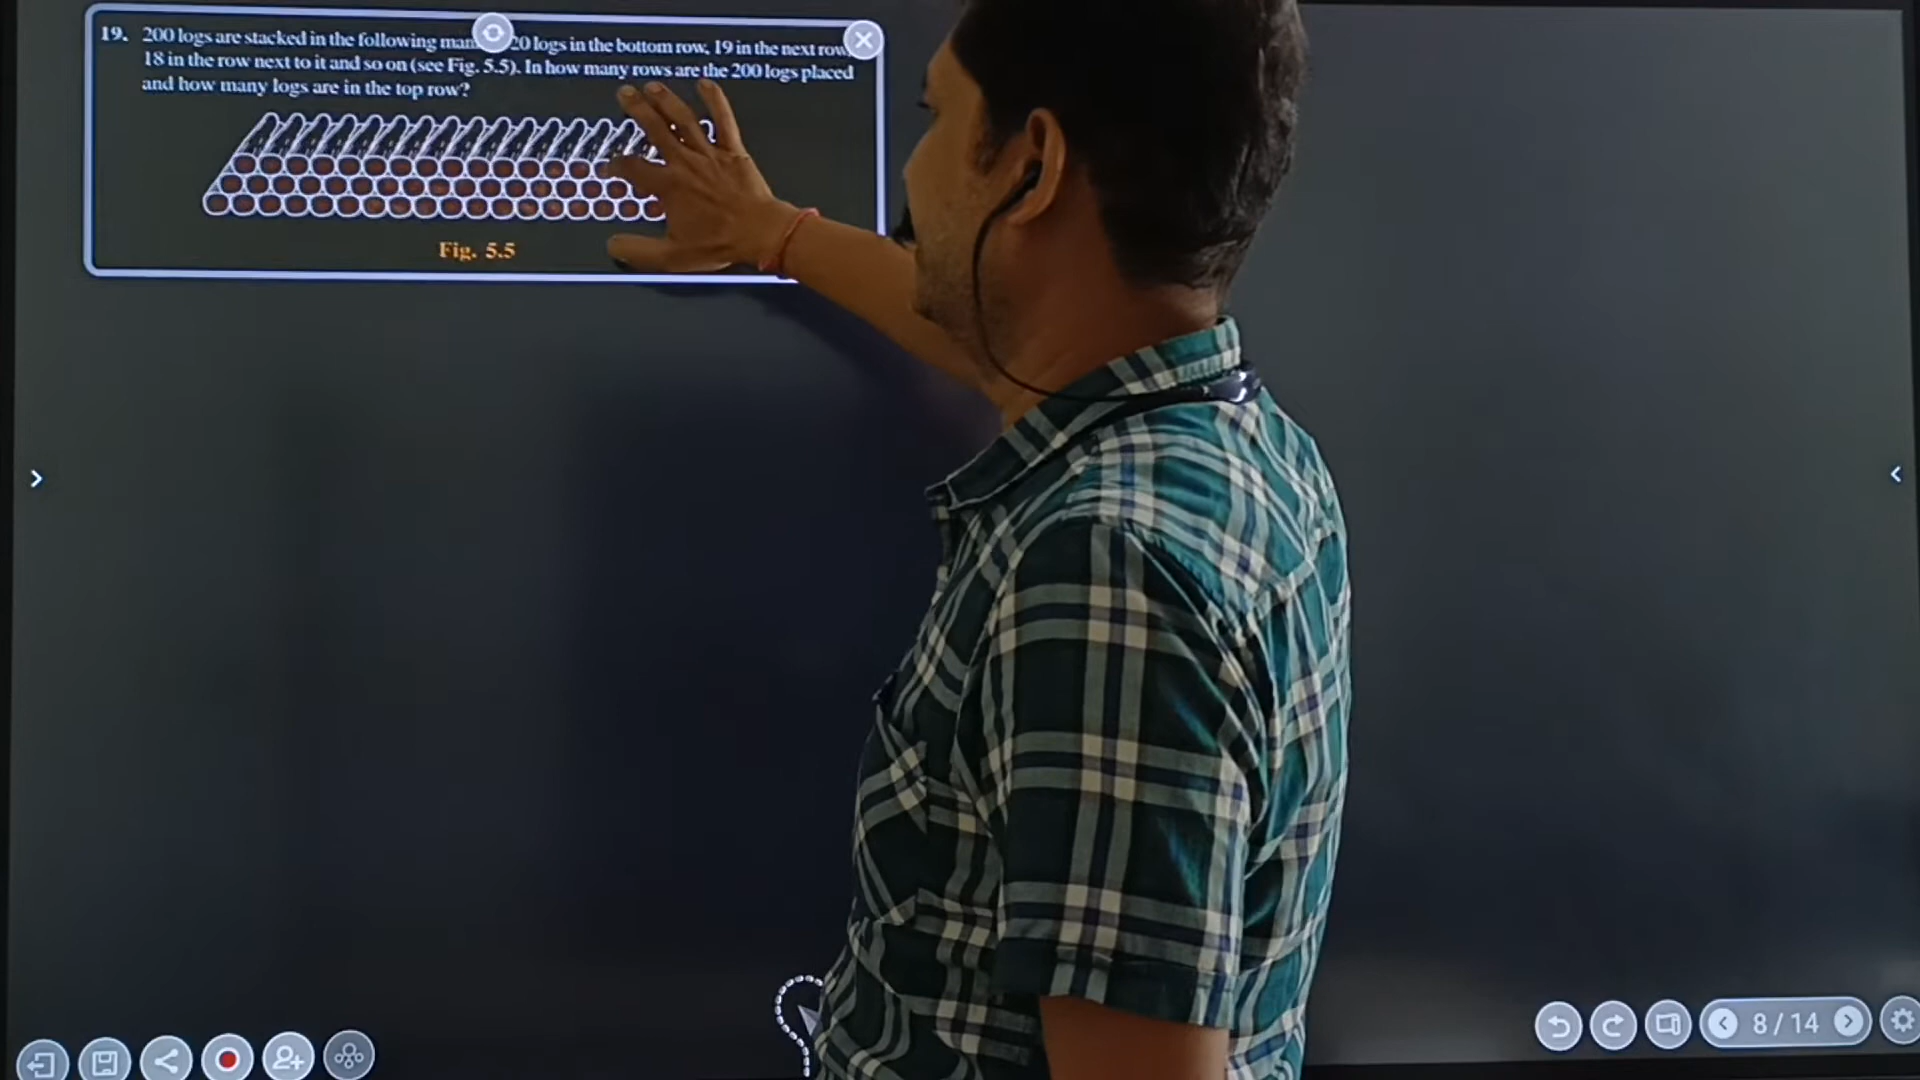 19. 200 logs are stacked in the following 20 logs in the bottom row, 19 in the next row
18 in the row next to it and so on (see Fig. 5.5). In how many rows are the 200 logs placed
and how many logs are in the top row?
Fig. 5.5
8 / 14